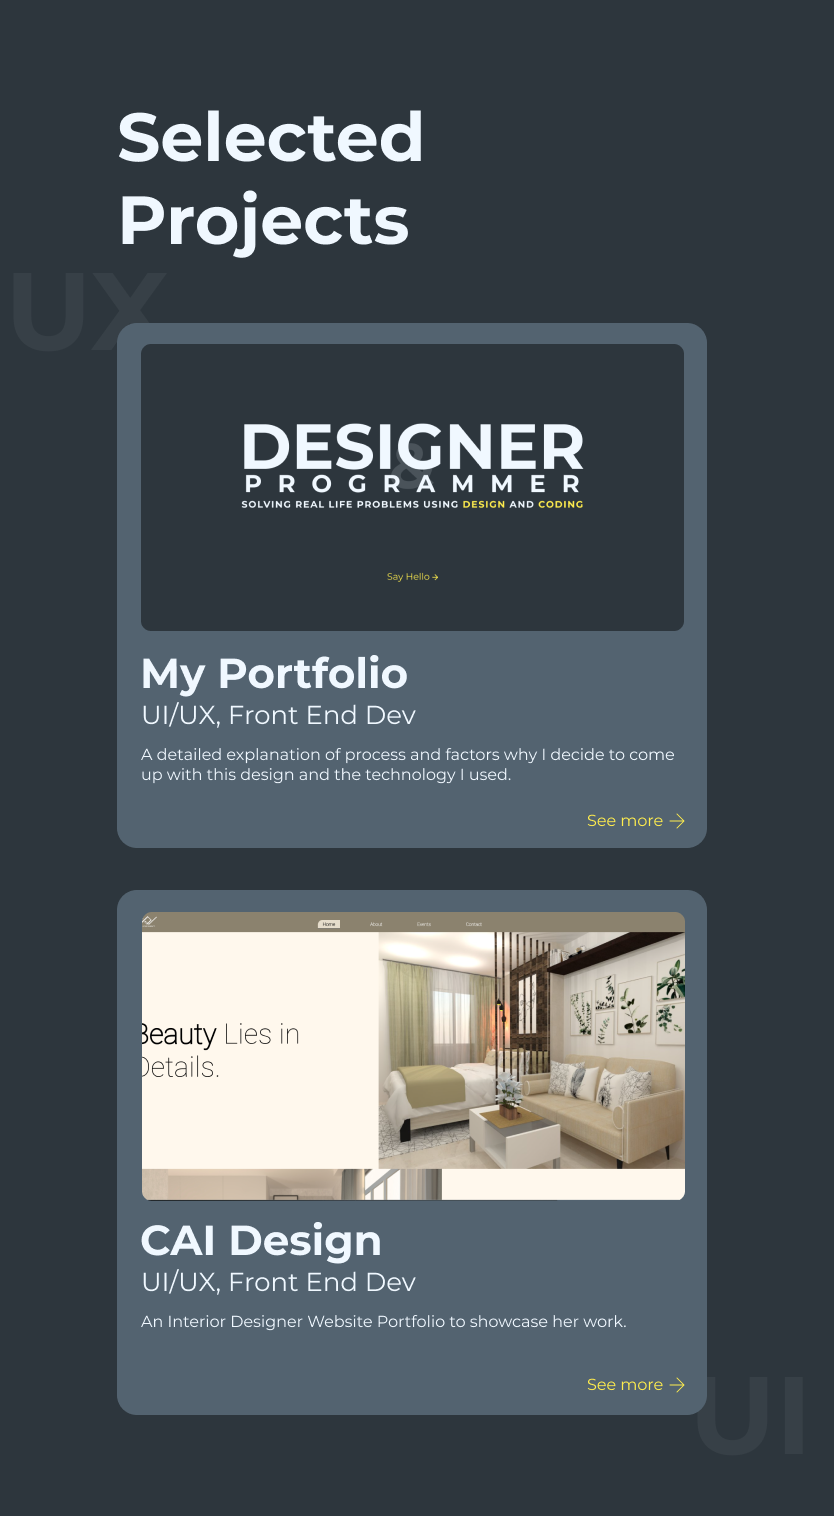 Selected
Projects
UX
DESIGNER
&
PROGRAMMER
SOLVING REAL LIFE PROBLEMS USING DESIGN AND CODING
Say Hello →
My Portfolio
UI/UX, Front End Dev
A detailed explanation of process and factors why I decide to come
up with this design and the technology I used.
See more →
Home About Events Contact
Beauty Lies in
Details.
CAI Design
UI/UX, Front End Dev
An Interior Designer Website Portfolio to showcase her work.
See more →
UI